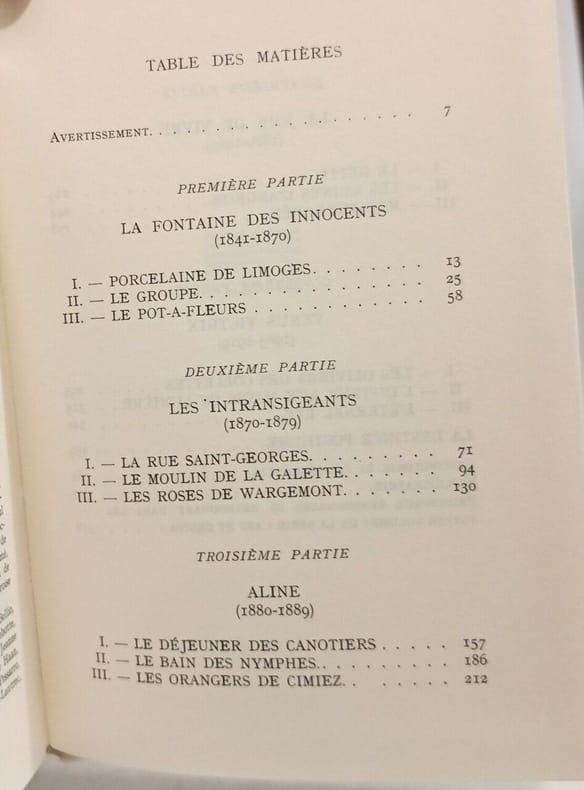 TABLE DES MATIÈRES
AVERTISSEMENT. . . . . . . . . . . . . . . . . . . 7
PREMIÈRE PARTIE
LA FONTAINE DES INNOCENTS
(1841-1870)
I. — PORCELAINE DE LIMOGES. . . . . . . . 13
II. — LE GROUPE. . . . . . . . . . . . . . . . 25
III. — LE POT-A-FLEURS . . . . . . . . . . . . 58
DEUXIÈME PARTIE
LES INTRANSIGEANTS
(1870-1879)
I. — LA RUE SAINT-GEORGES. . . . . . . . . 71
II. — LE MOULIN DE LA GALETTE. . . . . . . 94
III. — LES ROSES DE WARGEMONT. . . . . . . 130
TROISIÈME PARTIE
ALINE
(1880-1889)
I. — LE DÉJEUNER DES CANOTIERS . . . . . 157
II. — LE BAIN DES NYMPHES. . . . . . . . . . 186
III. — LES ORANGERS DE CIMIEZ. . . . . . . 212